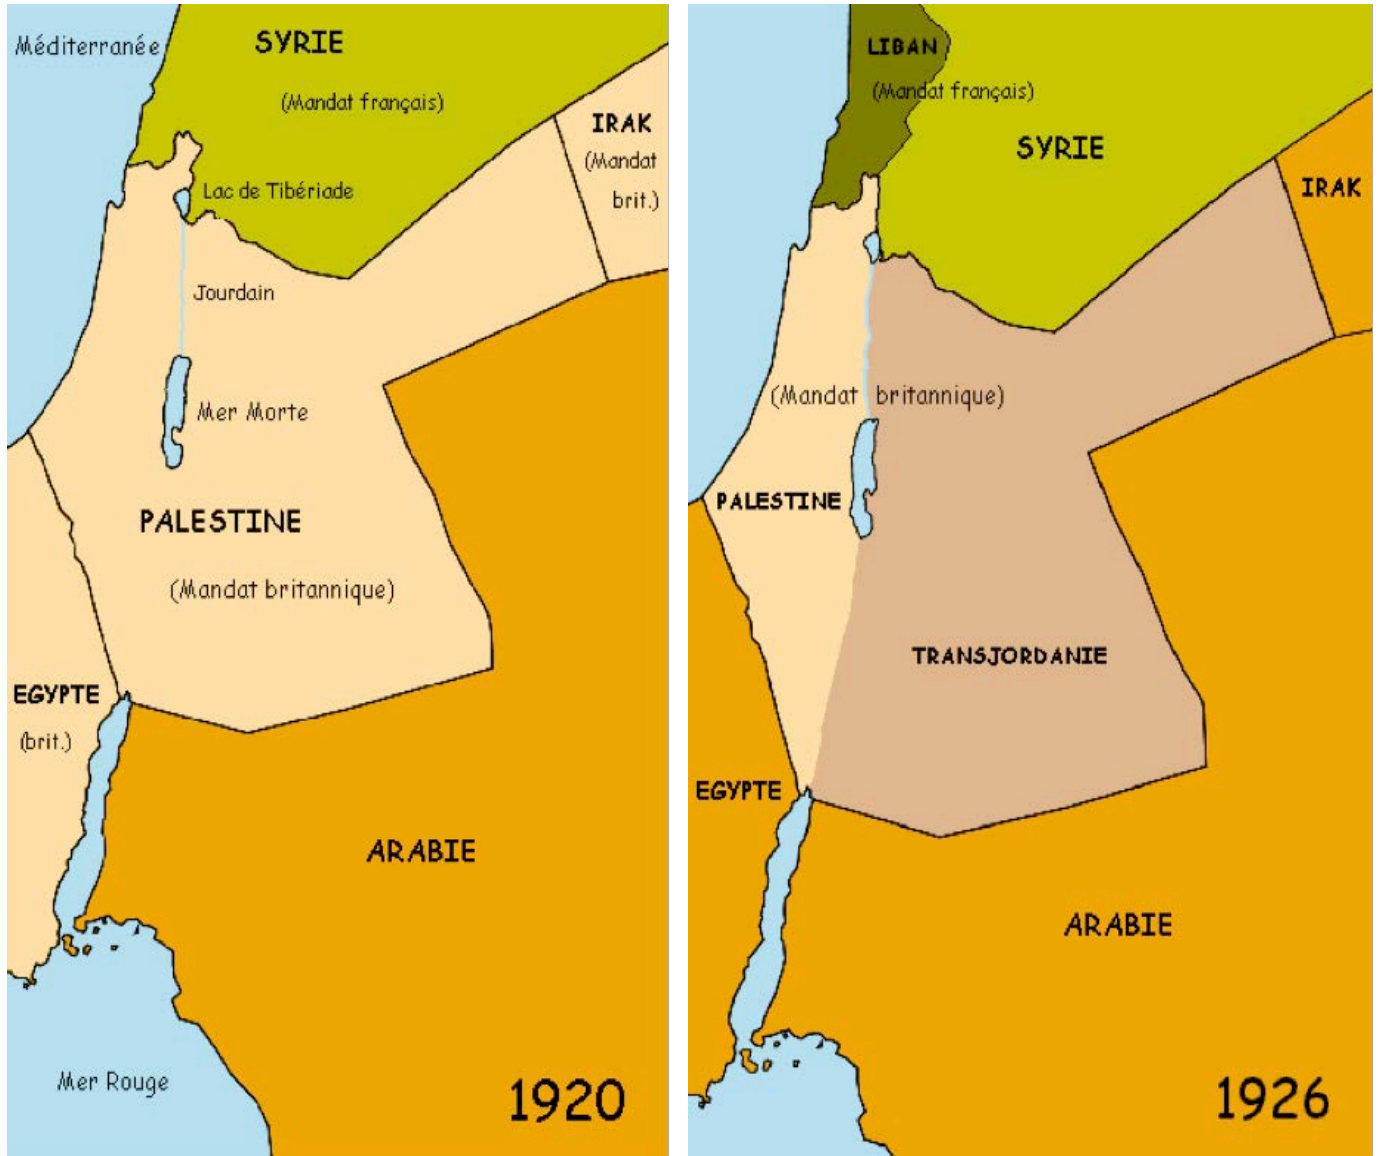 Méditerranée
SYRIE
(Mandat français)
IRAK
(Mandat
brit.)
Lac de Tibériade
Jourdain
Mer Morte
PALESTINE
(Mandat britannique)
EGYPTE
(brit.)
ARABIE
Mer Rouge
1920
LIBAN
(Mandat français)
SYRIE
IRAK
(Mandat britannique)
PALESTINE
TRANSJORDANIE
EGYPTE
ARABIE
1926